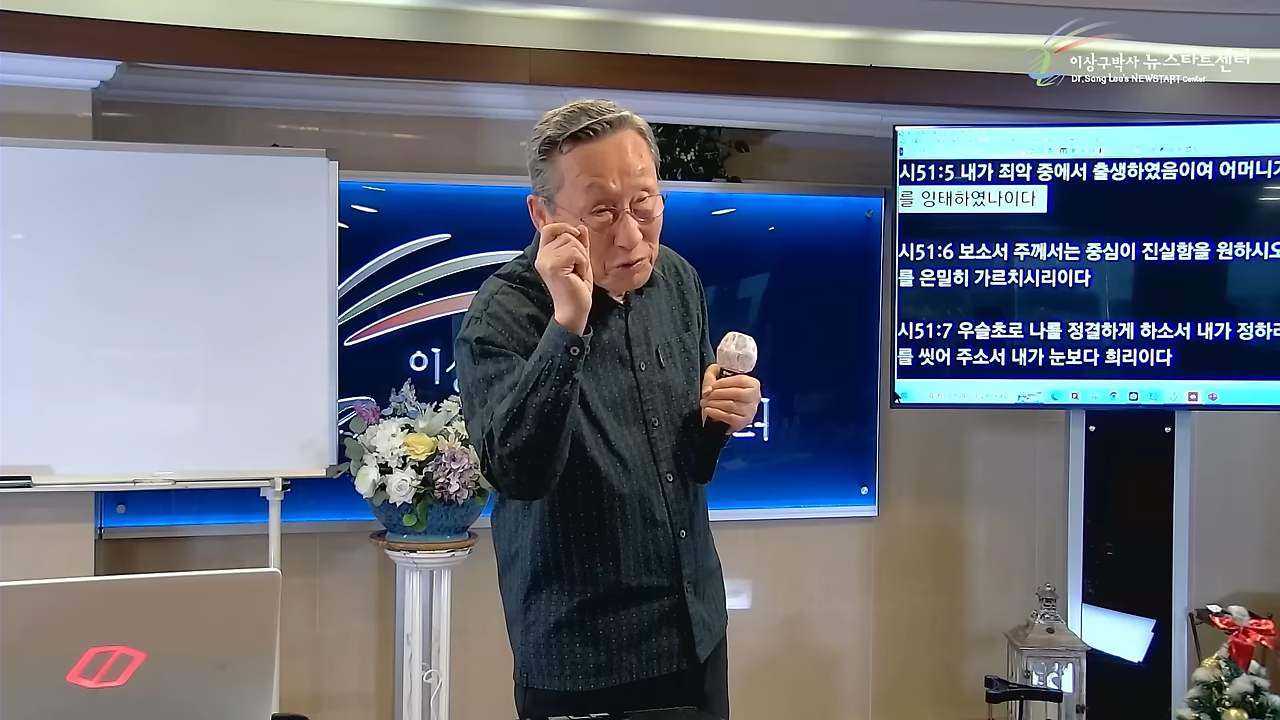 이상구박사 뉴스타트센터
Dr.Sang Lee's NEWSTART Center
시51:5 내가 죄악 중에서 출생하였음이여 어머니가
를 잉태하였나이다
시51:6 보소서 주께서는 중심이 진실함을 원하시오
를 은밀히 가르치시리이다
시51:7 우슬초로 나를 정결하게 하소서 내가 정하리
를 씻어 주소서 내가 눈보다 희리이다
이상